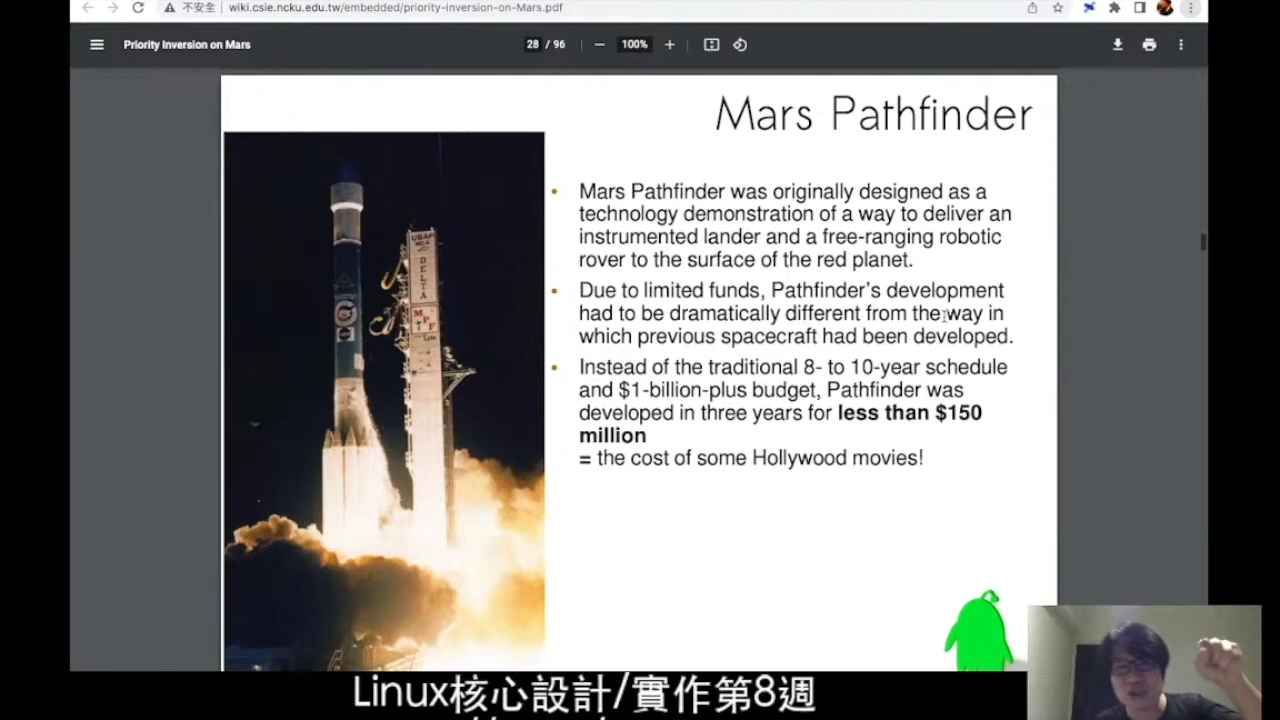 不安全 wiki.csie.ncku.edu.tw/embedded/priority-inversion-on-Mars.pdf
Priority Inversion on Mars
28 / 96
100%
Mars Pathfinder
USAF
DELTA
MPF
• Mars Pathfinder was originally designed as a
technology demonstration of a way to deliver an
instrumented lander and a free-ranging robotic
rover to the surface of the red planet.
• Due to limited funds, Pathfinder's development
had to be dramatically different from the way in
which previous spacecraft had been developed.
• Instead of the traditional 8- to 10-year schedule
and $1-billion-plus budget, Pathfinder was
developed in three years for less than $150
million
= the cost of some Hollywood movies!
Linux核心設計/實作第8週